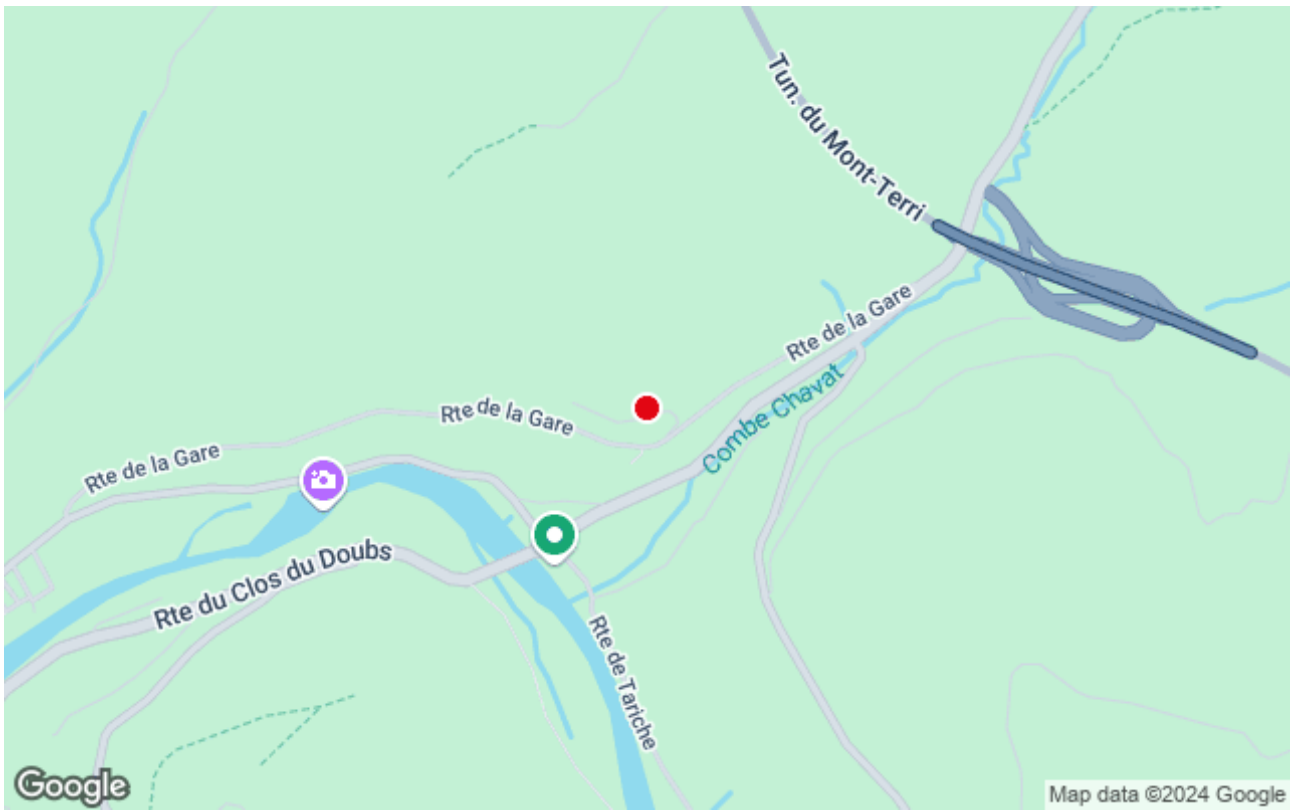 Tun. du Mont-Terri
Rte de la Gare
Combe Chavat
Rte de la Gare
Rte de la Gare
Rte du Clos du Doubs
Rte de Tariche
Google
Map data ©2024 Google